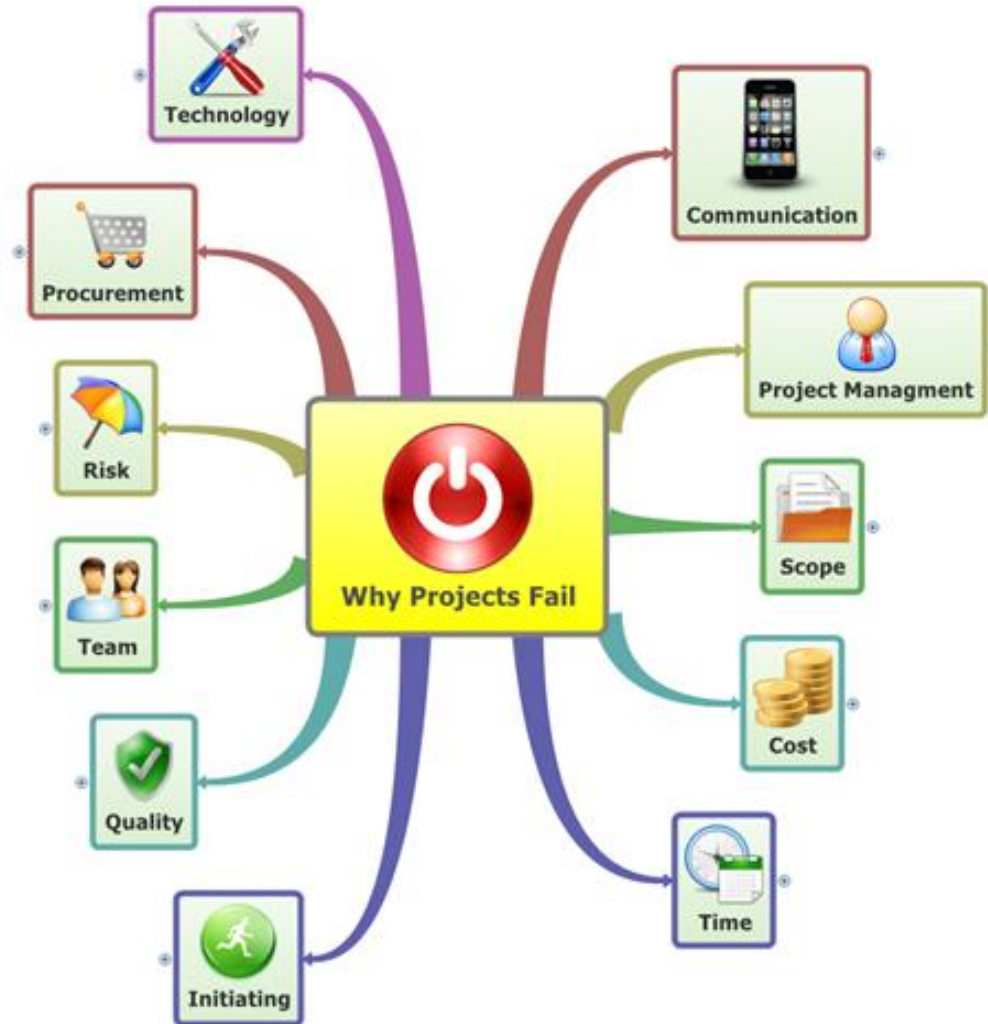 Technology
Communication
Procurement
Project Managment
Risk
Scope
Why Projects Fail
Team
Cost
Quality
Time
Initiating